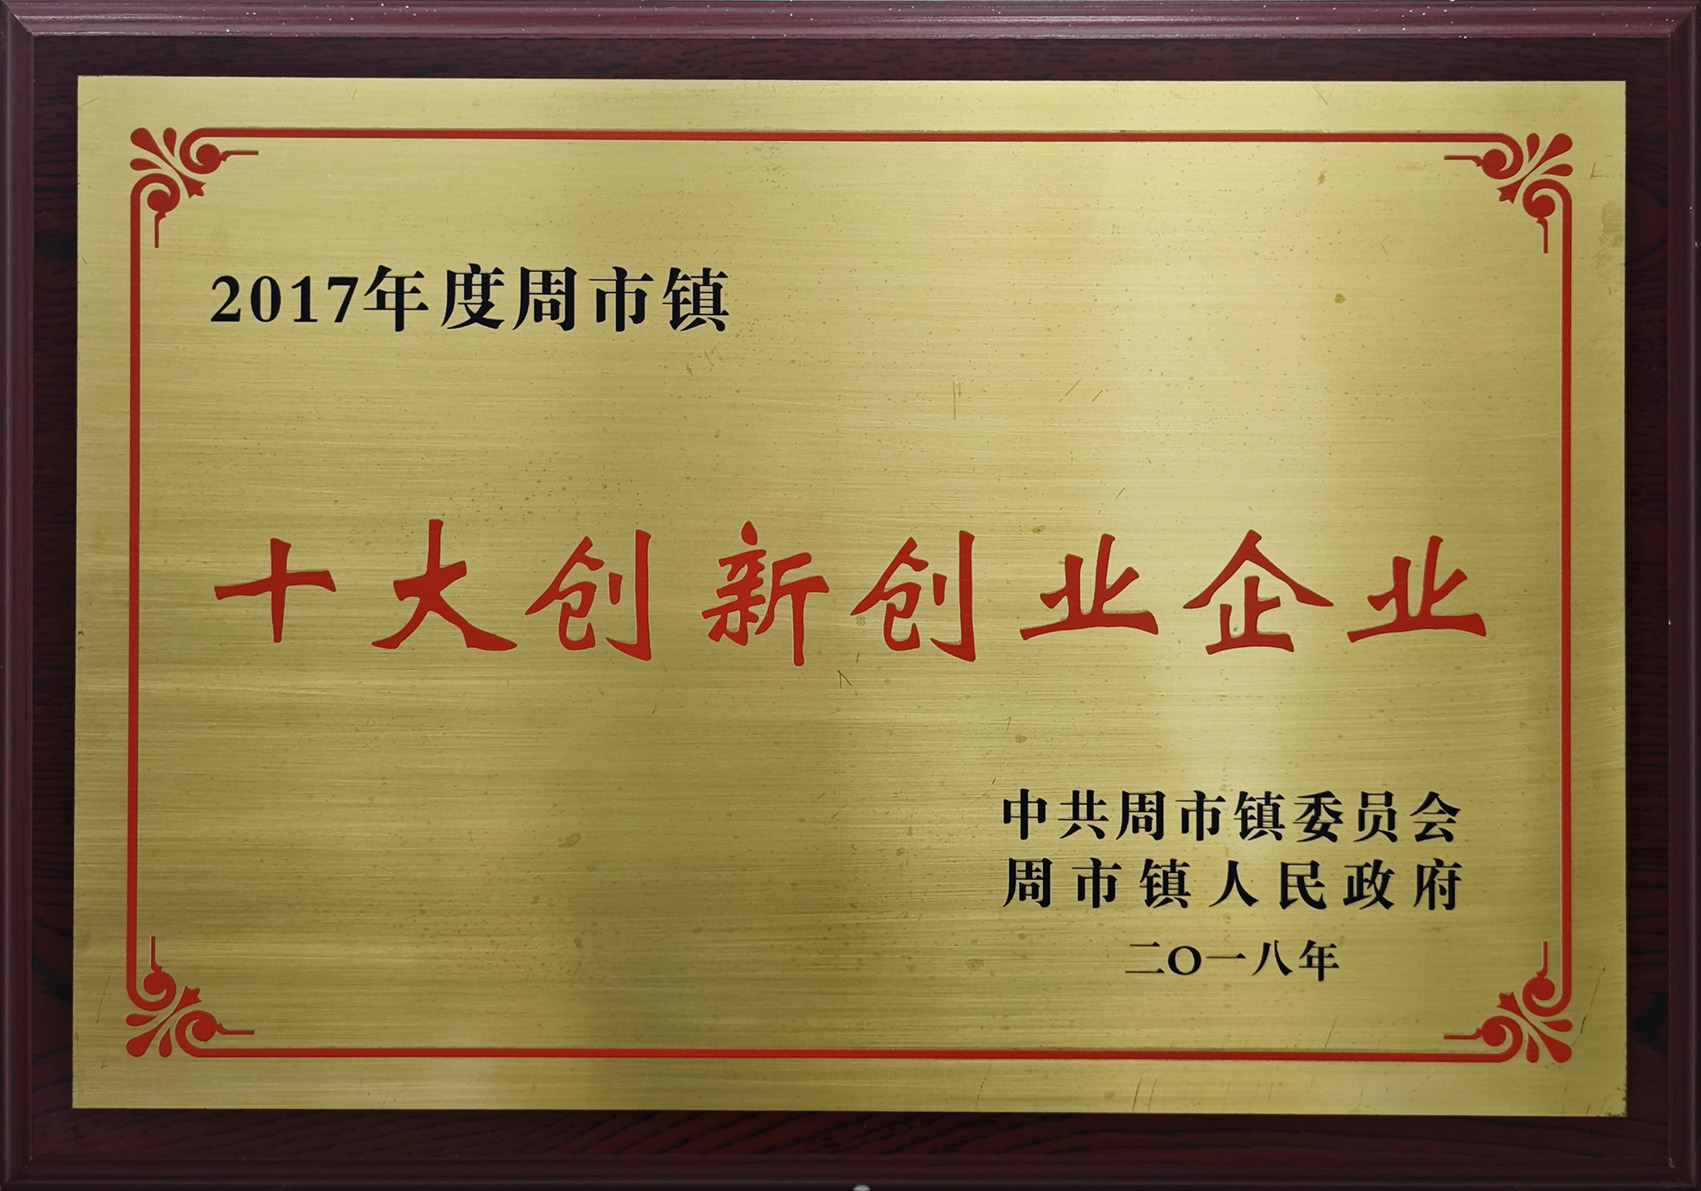 2017年度周市镇
十大创新创业企业
中共周市镇委员会
周市镇人民政府
二〇一八年